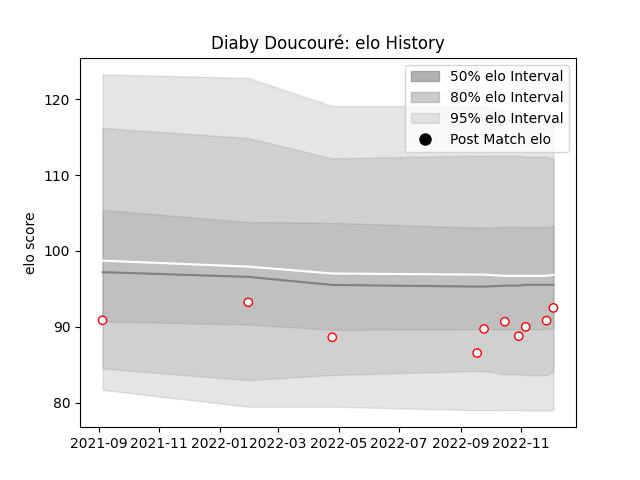 Diaby Doucouré: elo History
50% elo Interval
80% elo Interval
95% elo Interval
Post Match elo
elo score
120
110
100
90
80
2021-09 2021-11 2022-01 2022-03 2022-05 2022-07 2022-09 2022-11